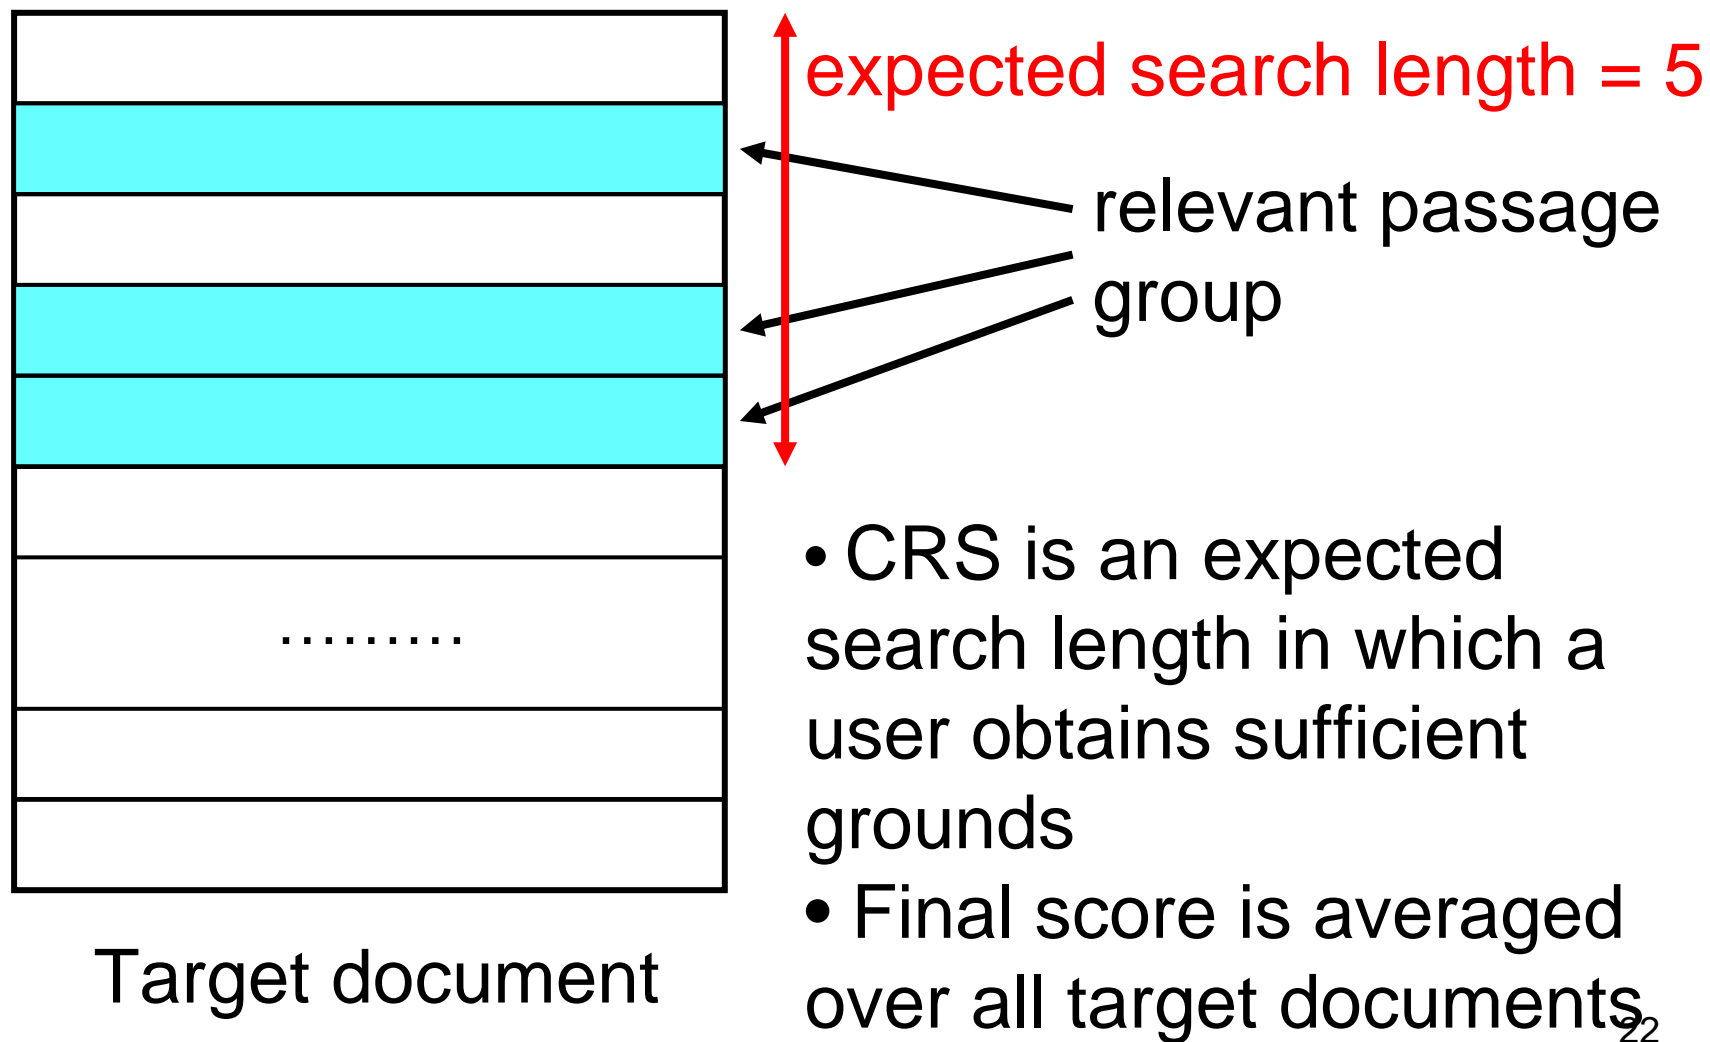 expected search length = 5
relevant passage
group
• CRS is an expected
search length in which a
user obtains sufficient
grounds
• Final score is averaged
over all target documents
.........
Target document
22